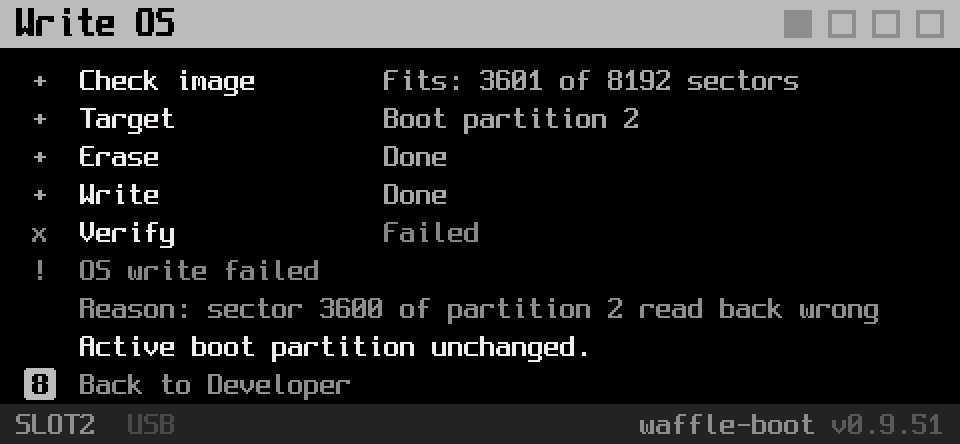 Write OS
+ Check image Fits: 3601 of 8192 sectors
+ Target Boot partition 2
+ Erase Done
+ Write Done
x Verify Failed
! OS write failed
Reason: sector 3600 of partition 2 read back wrong
Active boot partition unchanged.
8 Back to Developer
SLOT2 USB waffle-boot v0.9.51